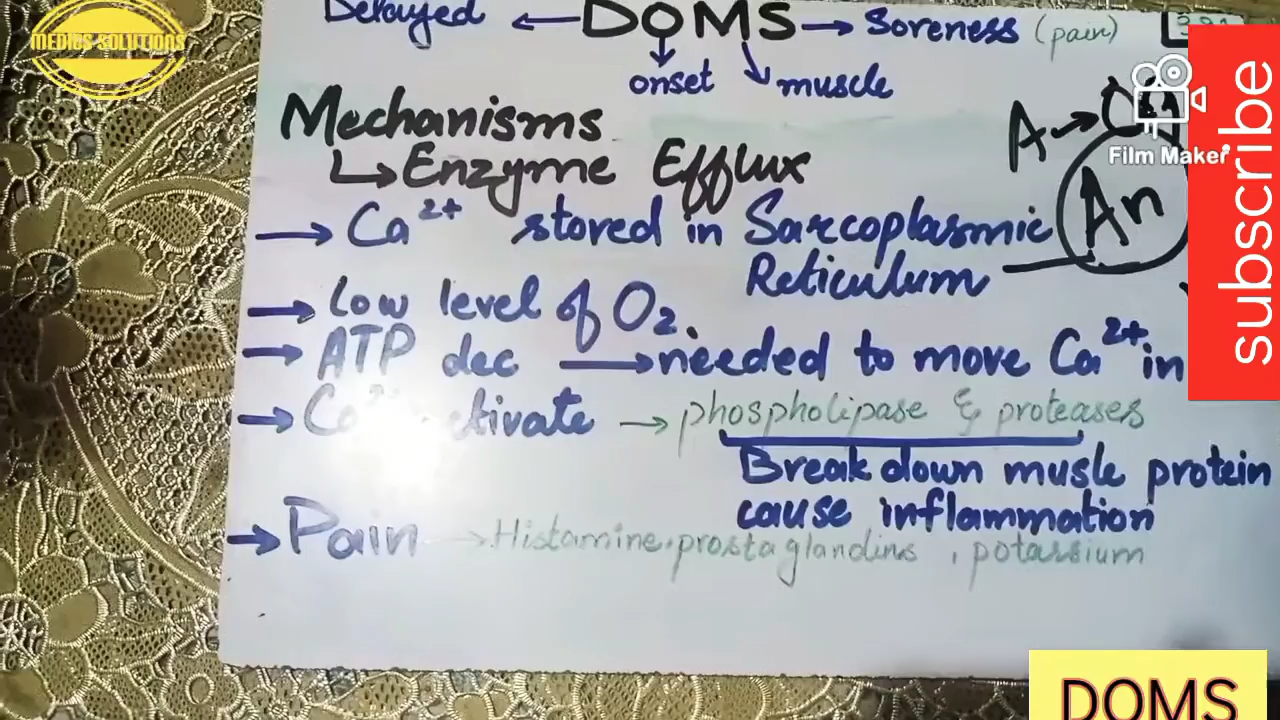 MEDIUS SOLUTIONS
Delayed ← DOMS → Soreness (pain)
onset muscle
Mechanisms
↳ Enzyme Efflux
A →
Film Maker
An
subscribe
→ Ca²⁺ stored in Sarcoplasmic
Reticulum
→ Low level of O₂.
→ ATP dec → needed to move Ca²⁺ in
→ → phospholipase & proteases
Break down musle protein
cause inflammation
→ Pain → Histamine, prostaglandins, potassium
DOMS